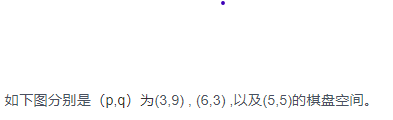 如下图分别是（p,q）为(3,9) , (6,3) ,以及(5,5)的棋盘空间。